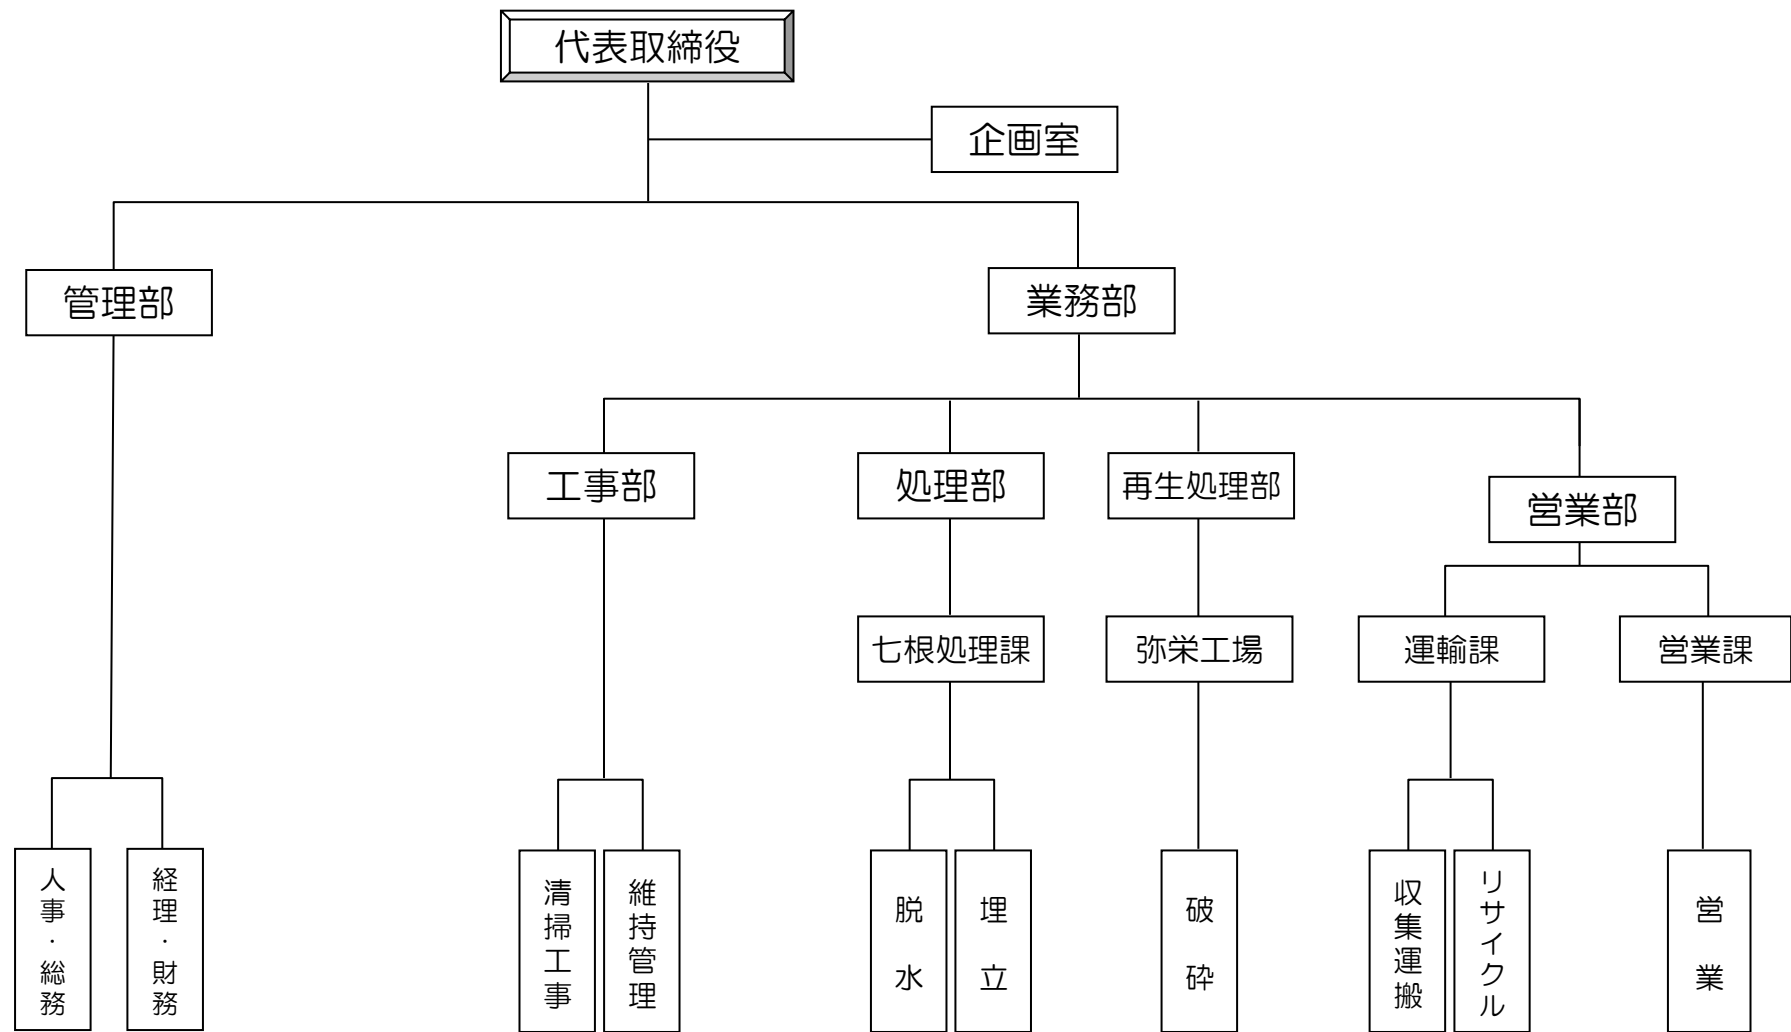 代表取締役
企画室
管理部
業務部
工事部
処理部
再生処理部
営業部
七根処理課
弥栄工場
運輸課
営業課
人事・総務
経理・財務
清掃工事
維持管理
脱水
埋立
破砕
収集運搬
リサイクル
営業